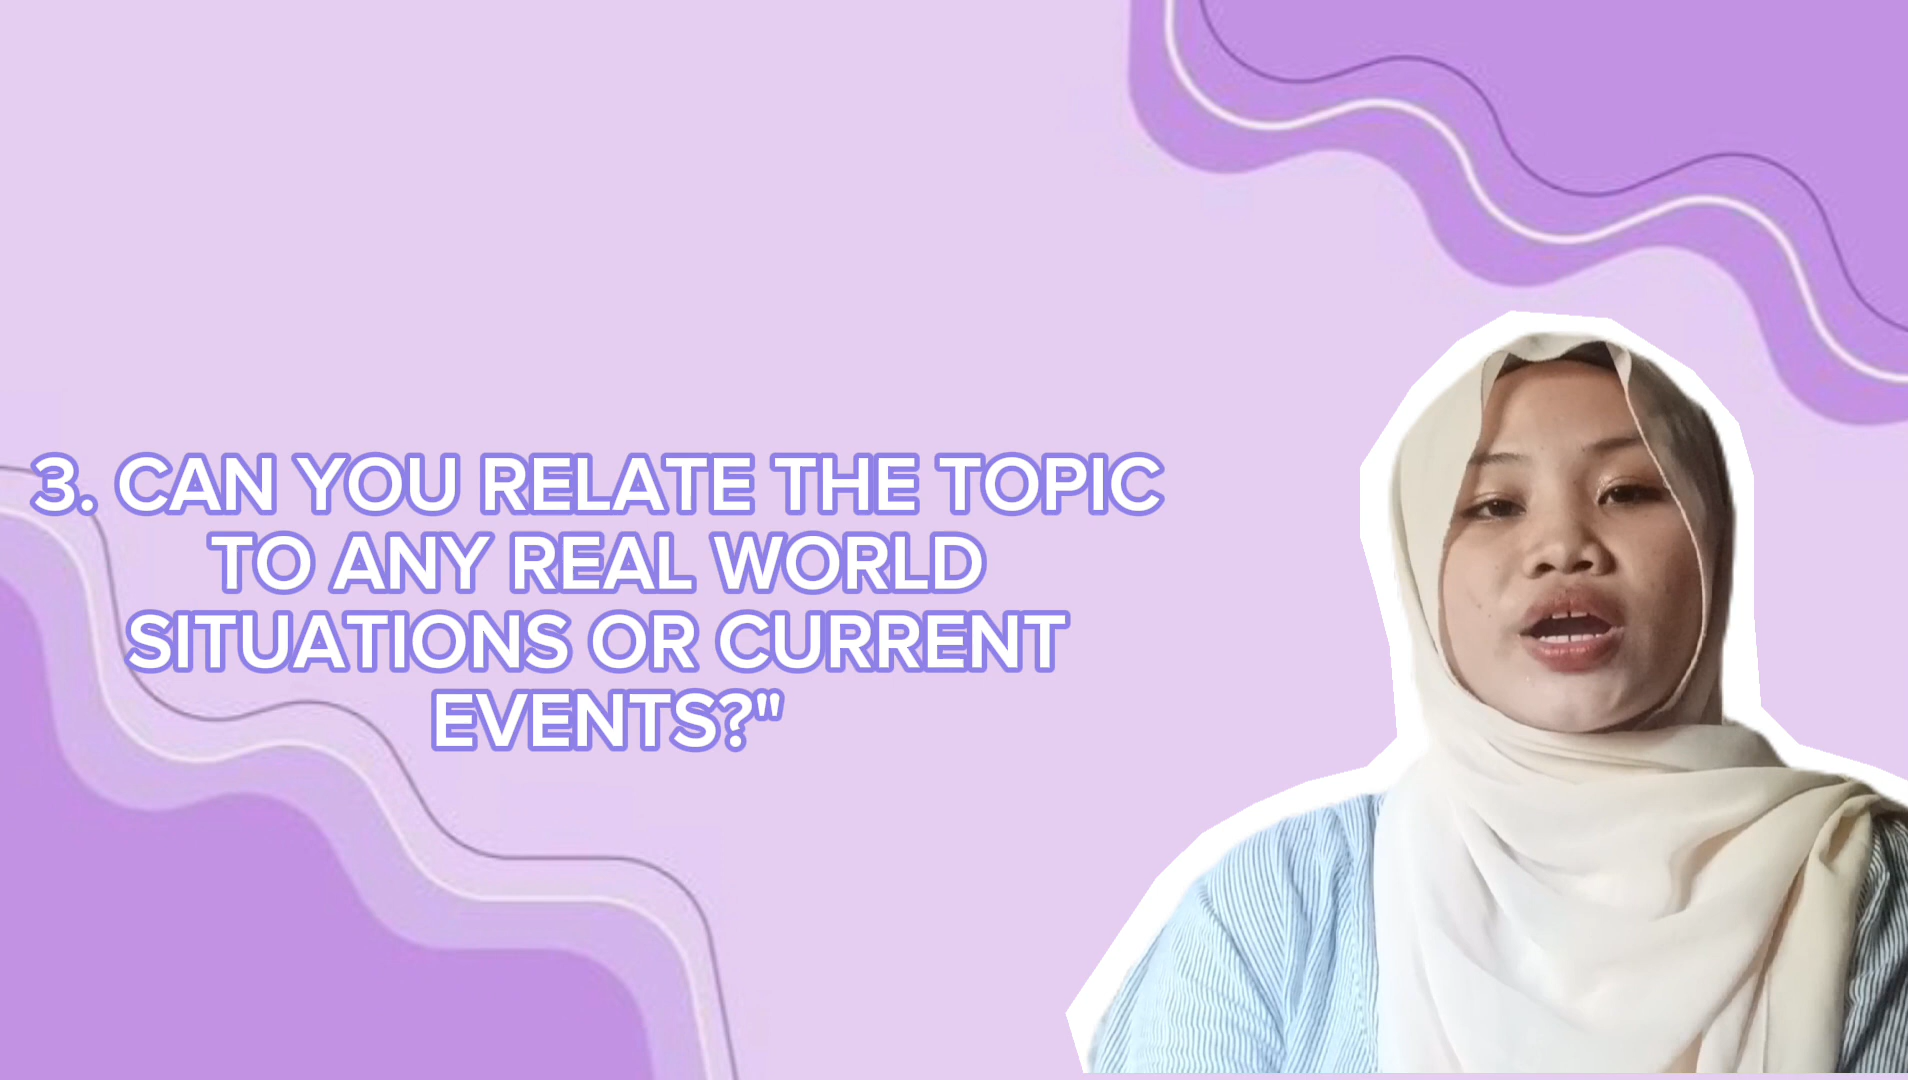 3. CAN YOU RELATE THE TOPIC
TO ANY REAL WORLD
SITUATIONS OR CURRENT
EVENTS?"